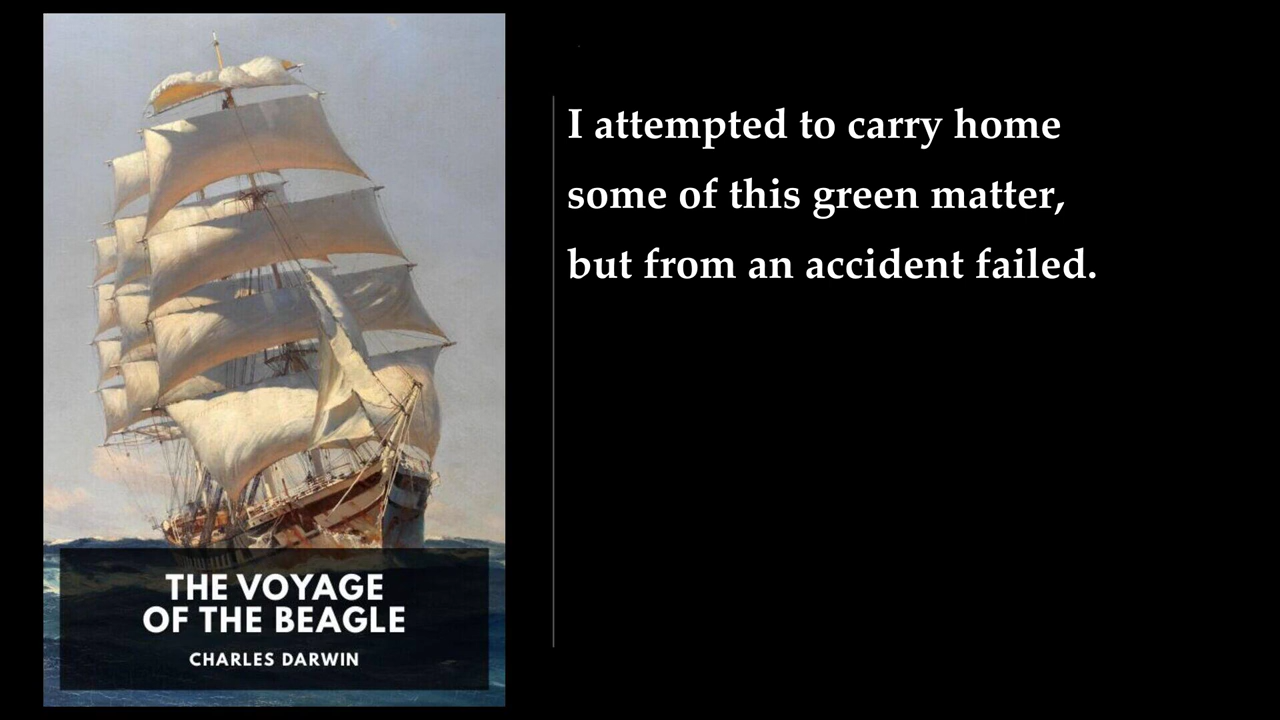 THE VOYAGE
OF THE BEAGLE
CHARLES DARWIN
I attempted to carry home
some of this green matter,
but from an accident failed.